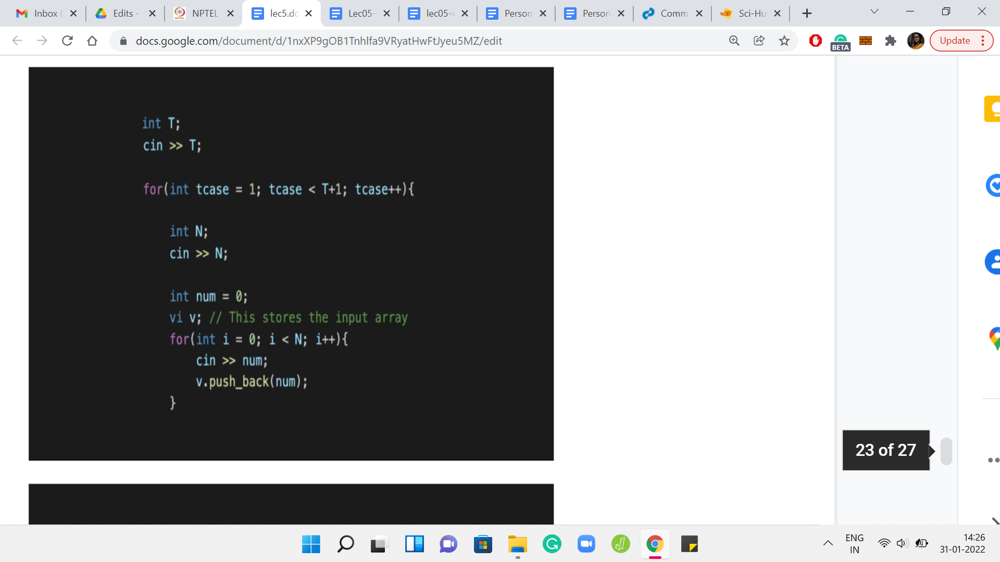 Inbox (
Edits -
NPTEL
lec5.dc
Lec05-
lec05-v
Person
Person
Comm
Sci-Hu
docs.google.com/document/d/1nxXP9gOB1Tnhlfa9VRyatHwFtJyeu5MZ/edit
BETA
Update
int T;
cin >> T;
for(int tcase = 1; tcase < T+1; tcase++){
int N;
cin >> N;
int num = 0;
vi v; // This stores the input array
for(int i = 0; i < N; i++){
cin >> num;
v.push_back(num);
}
23 of 27
ENG
IN
14:26
31-01-2022